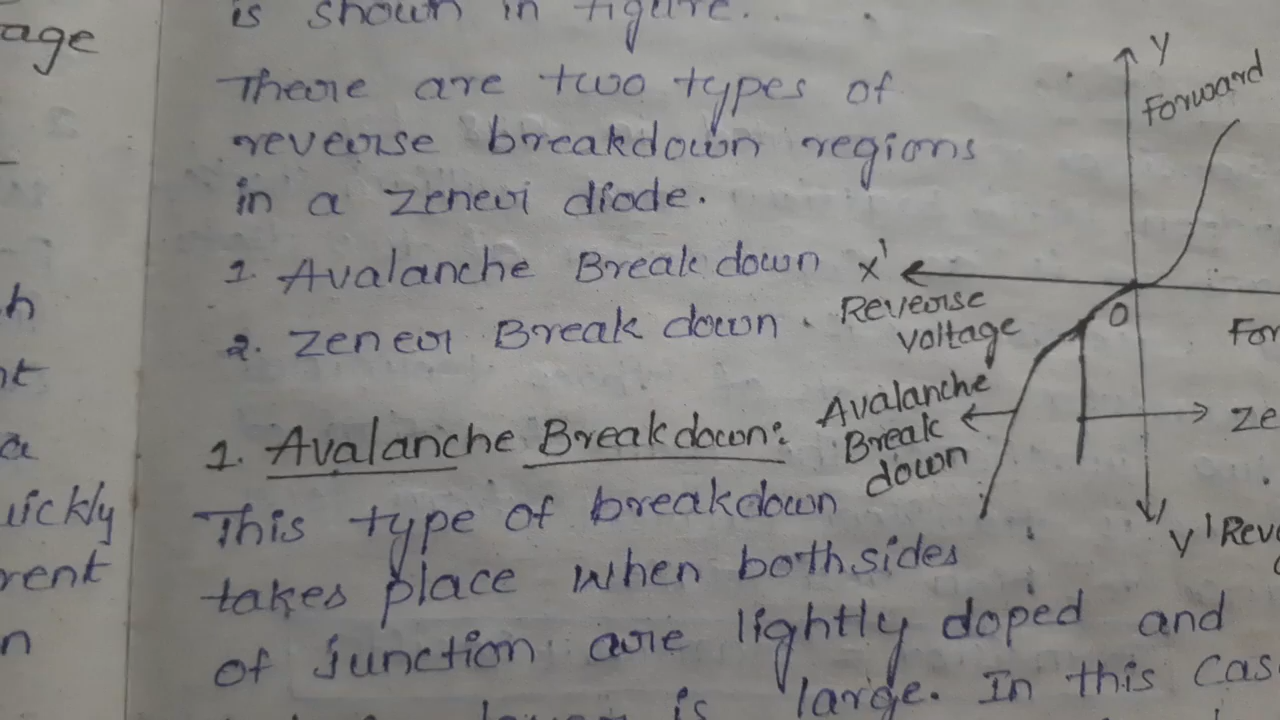 age
h
nt
a
uickly
rent
n
is shown in figure.
There are two types of
reverse breakdown regions
in a zener diode.
1. Avalanche Break down
2. Zener Break down.
1. Avalanche Breakdown:
This type of breakdown
takes place when both sides
of junction are lightly doped and
is large. In this Cas
Y
Forward
X'
Reverse
voltage
O
For
Avalanche
Break
down
Ze
Y' Reve